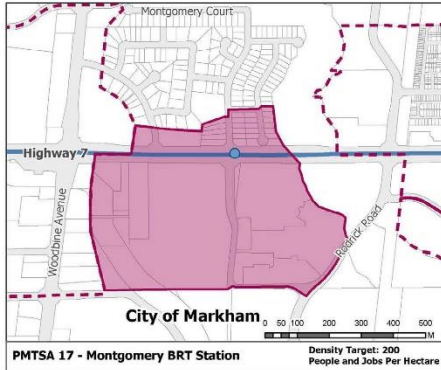 Montgomery Court
Highway 7
Woodbine Avenue
Rodick Road
City of Markham
0 50 100 200 300 400 500
M
PMTSA 17 - Montgomery BRT Station
Density Target: 200
People and Jobs Per Hectare